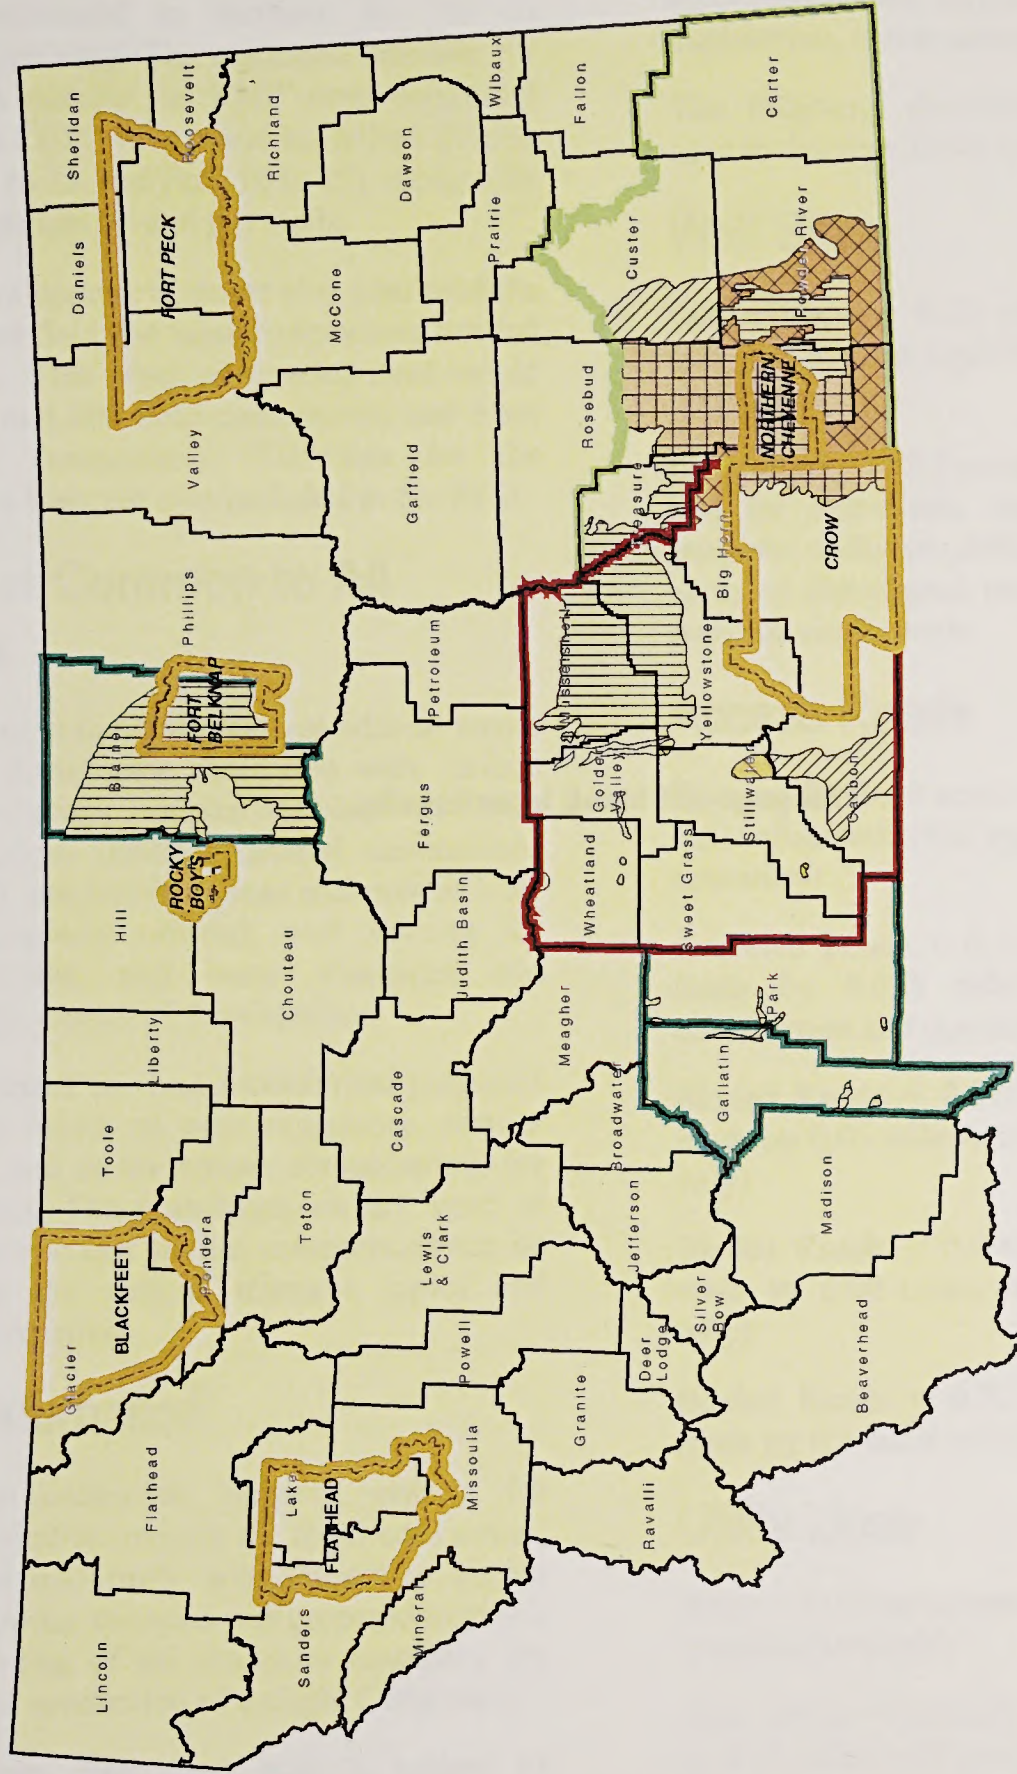 Lincoln
Flathead
Glacier
BLACKFEET
Toole
Liberty
Hill
ROCKY
BOY'S
Blaine
FORT
BELKNAP
Phillips
Valley
Daniels
Sheridan
FORT PECK
Roosevelt
Sanders
Lake
FLATHEAD
Pondera
Teton
Chouteau
Richland
McCone
Dawson
Wibaux
Mineral
Missoula
Powell
Lewis
& Clark
Cascade
Judith Basin
Fergus
Petroleum
Garfield
Prairie
Granite
Ravalli
Deer
Lodge
Silver
Bow
Jefferson
Broadwater
Meagher
Wheatland
Golden
Valley
Musselshell
Rosebud
Treasure
Custer
Fallon
Beaverhead
Madison
Gallatin
Park
Sweet Grass
Stillwater
Carbon
Yellowstone
Big Horn
CROW
NORTHERN
CHEYENNE
Powder River
Carter